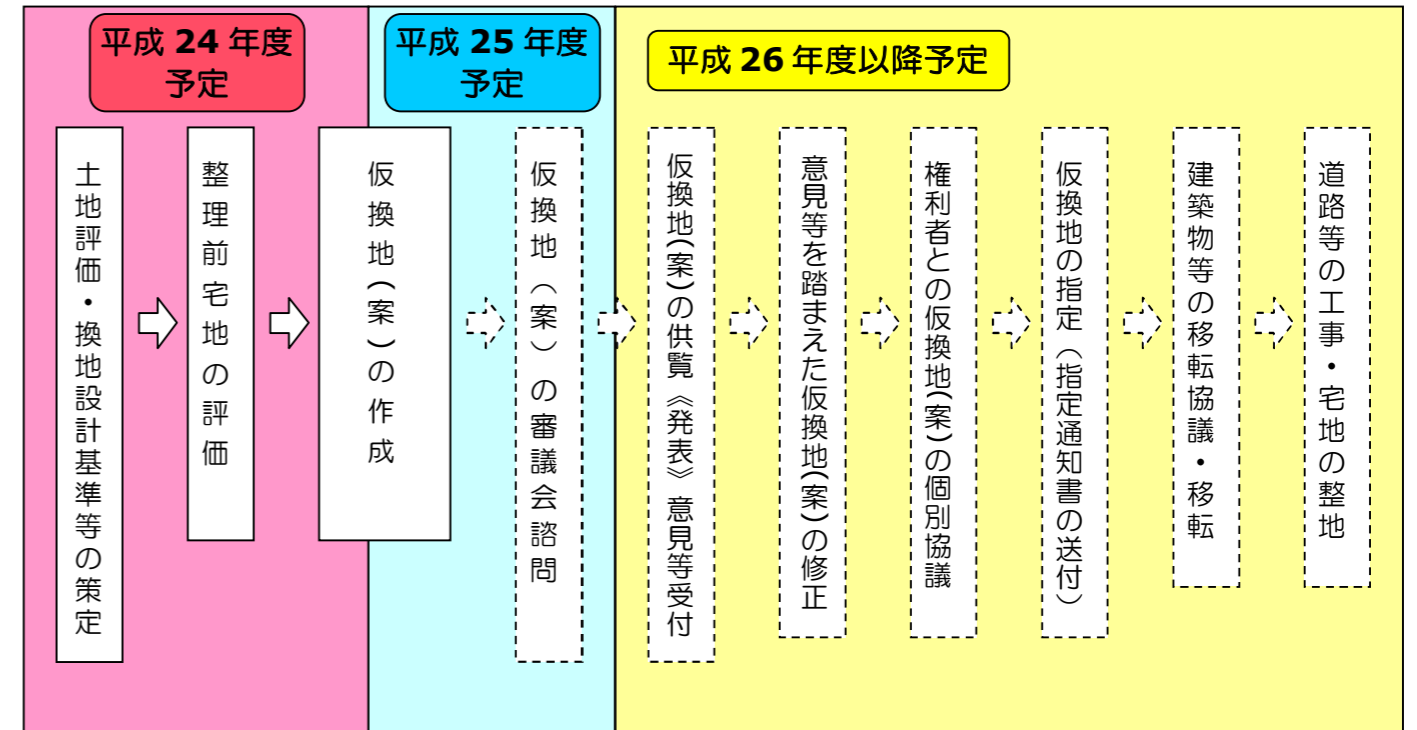 平成 24 年度
予定
平成 25 年度
予定
平成 26 年度以降予定
土地評価・換地設計基準等の策定
整理前宅地の評価
仮換地(案)の作成
仮換地（案）の審議会諮問
仮換地(案)の供覧《発表》意見等受付
意見等を踏まえた仮換地(案)の修正
権利者との仮換地(案)の個別協議
仮換地の指定（指定通知書の送付）
建築物等の移転協議・移転
道路等の工事・宅地の整地